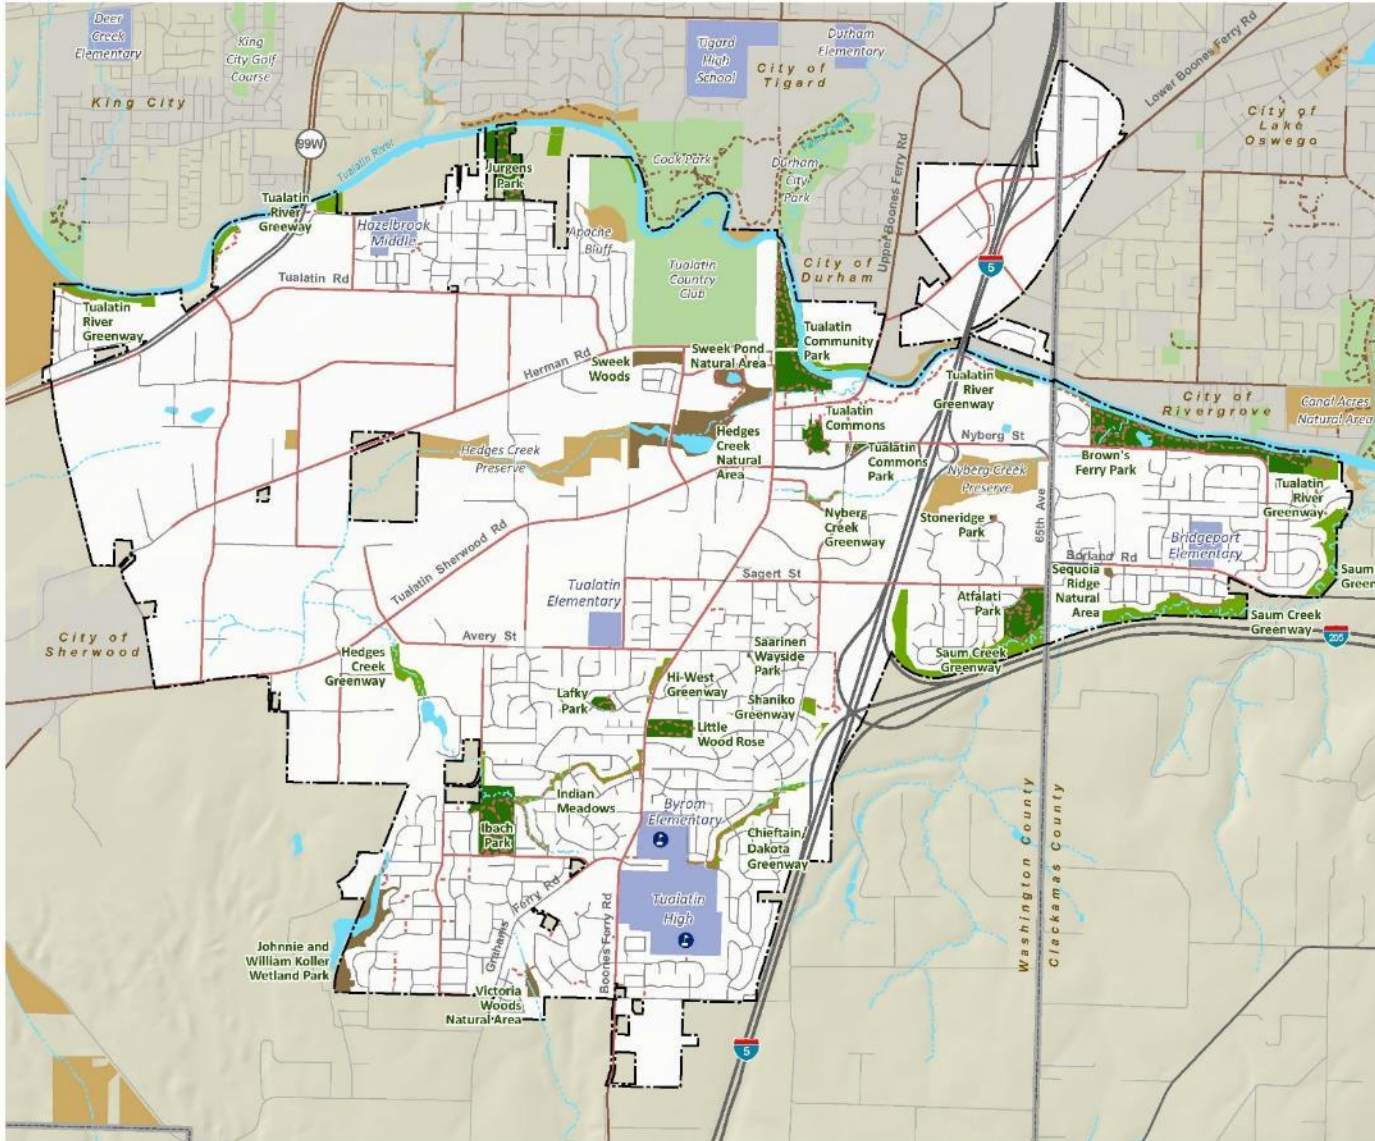 Deer
Creek
Elementary
King
City Golf
Course
King City
99W
Tualatin River
Tigard
High
School
Durham
Elementary
City of
Tigard
Lower Boones Ferry Rd
City of
Lake
Oswego
Jurgens
Park
Cook Park
Durham
City
Park
Fanno Creek
Upper Boones Ferry Rd
Tualatin
River
Greeway
Hazelbrook
Middle
Apache
Bluff
Tualatin
Country
Club
City of
Durham
5
Tualatin Rd
Tualatin
River
Greenway
Tualatin
Community
Park
Herman Rd
Sweek
Woods
Sweek Pond
Natural Area
Tualatin
River
Greenway
City of
Rivergrove
Canal Acres
Natural Area
Tualatin
Commons
Nyberg St
Hedges Creek
Preserve
Hedges
Creek
Natural
Area
Tualatin
Commons
Park
Nyberg Creek
Preserve
Brown's
Ferry Park
Tualatin
River
Greenway
Nyberg
Creek
Greenway
Stoneridge
Park
65th Ave
Bridgeport
Elementary
Borland Rd
Tualatin Sherwood Rd
Tualatin
Elementary
Sagert St
Sequoia
Ridge
Natural
Area
Saum
Green
Atfalati
Park
Saum Creek
Greenway
205
City of
Sherwood
Avery St
Hedges
Creek
Greenway
Saarinen
Wayside
Park
Saum Creek
Greenway
Lafky
Park
Hi-West
Greenway
Shaniko
Greenway
Little
Wood Rose
Indian
Meadows
Byrom
Elementary
Ibach
Park
Chieftain/
Dakota
Greenway
Washington County
Clackamas County
Grahams Ferry Rd
Boones Ferry Rd
Tualatin
High
Johnnie and
William Koller
Wetland Park
Victoria
Woods
Natural Area
5